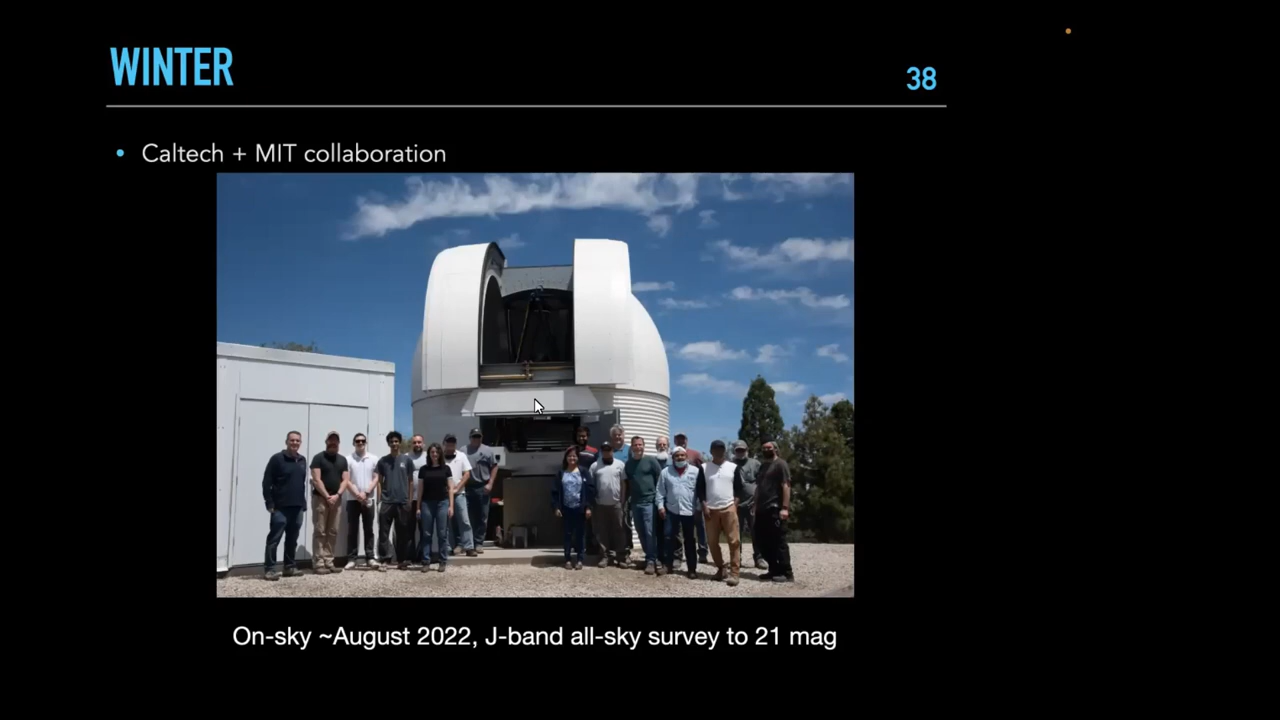 WINTER
38
• Caltech + MIT collaboration
On-sky ~August 2022, J-band all-sky survey to 21 mag